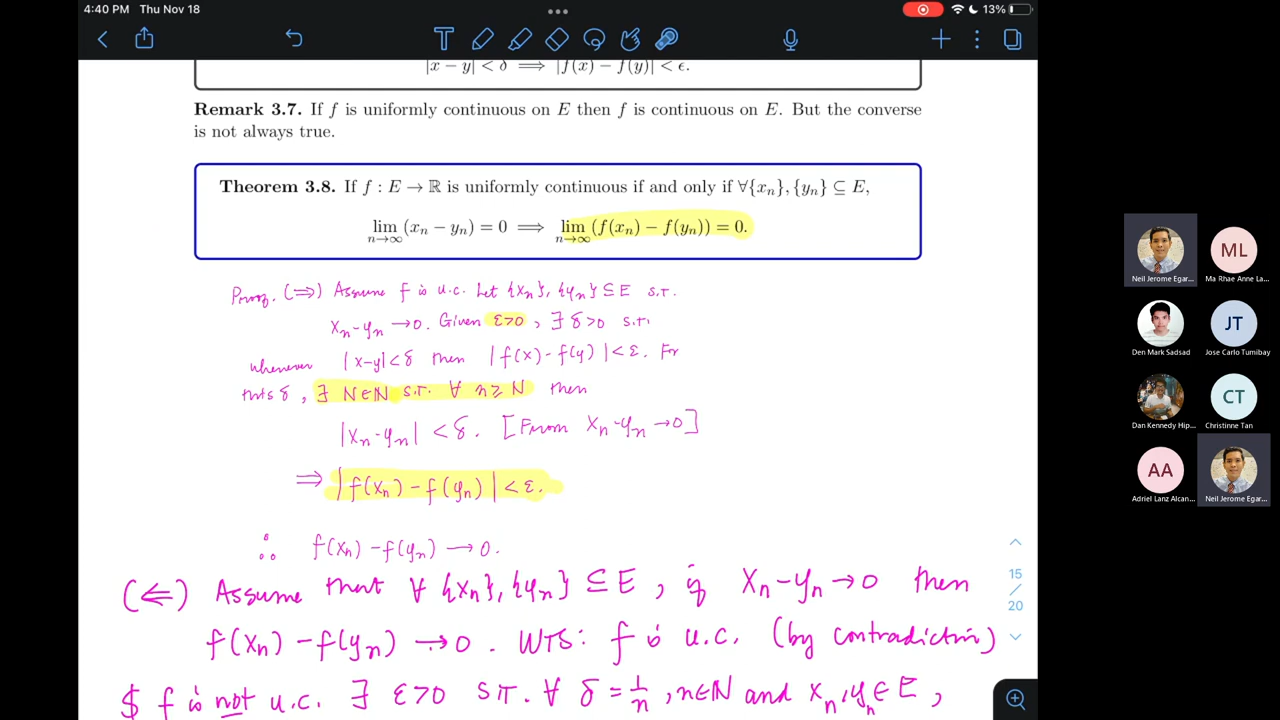 4:40 PM Thu Nov 18
13%
|x − y| < δ ⟹ |f(x) − f(y)| < ϵ.
Remark 3.7. If f is uniformly continuous on E then f is continuous on E. But the converse
is not always true.
Theorem 3.8. If f : E → ℝ is uniformly continuous if and only if ∀{xₙ}, {yₙ} ⊆ E,
lim n→∞ (xₙ − yₙ) = 0 ⟹ lim n→∞ (f(xₙ) − f(yₙ)) = 0.
Proof. (⇒) Assume f is u.c. Let {xₙ}, {yₙ} ⊆ E s.t.
xₙ−yₙ → 0. Given ε>0, ∃ δ>0 s.t.
whenever |x−y|<δ then |f(x)−f(y)|<ε. For
this δ, ∃ N∈ℕ s.t. ∀ n≥N then
|xₙ−yₙ| < δ. [From xₙ−yₙ → 0]
⇒ |f(xₙ)−f(yₙ)| < ε.
∴ f(xₙ)−f(yₙ) → 0.
(⇐) Assume that ∀ {xₙ}, {yₙ} ⊆ E, if xₙ−yₙ → 0 then
f(xₙ)−f(yₙ) → 0. WTS: f is u.c. (by contradiction)
$ f is not u.c. ∃ ε>0 s.t. ∀ δ = 1/n, n∈ℕ and xₙ, yₙ ∈ E,
15
/
20
Neil Jerome Egar...
ML
Ma Rhae Anne La...
Den Mark Sadsad
JT
Jose Carlo Tumibay
Dan Kennedy Hip...
CT
Christinne Tan
AA
Adriel Lanz Alcan...
Neil Jerome Egar...